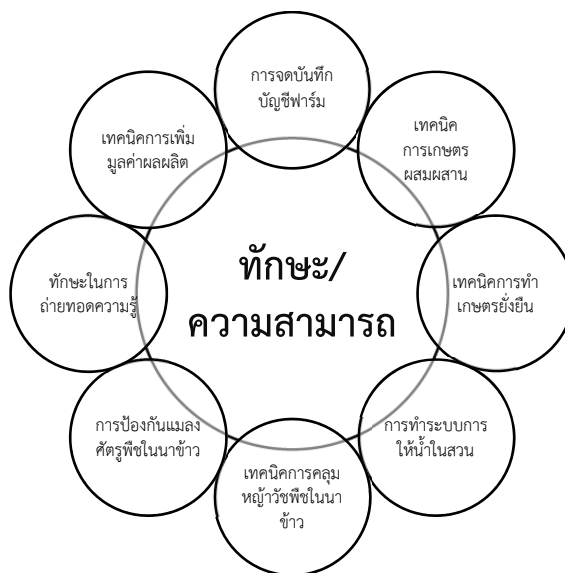 การจดบันทึก
บัญชีฟาร์ม
เทคนิค
การเกษตร
ผสมผสาน
เทคนิคการทำ
เกษตรยั่งยืน
การทำระบบการ
ให้น้ำในสวน
เทคนิคการคลุม
หญ้าวัชพืชในนา
ข้าว
การป้องกันแมลง
ศัตรูพืชในนาข้าว
ทักษะในการ
ถ่ายทอดความรู้
เทคนิคการเพิ่ม
มูลค่าผลผลิต
ทักษะ/
ความสามารถ